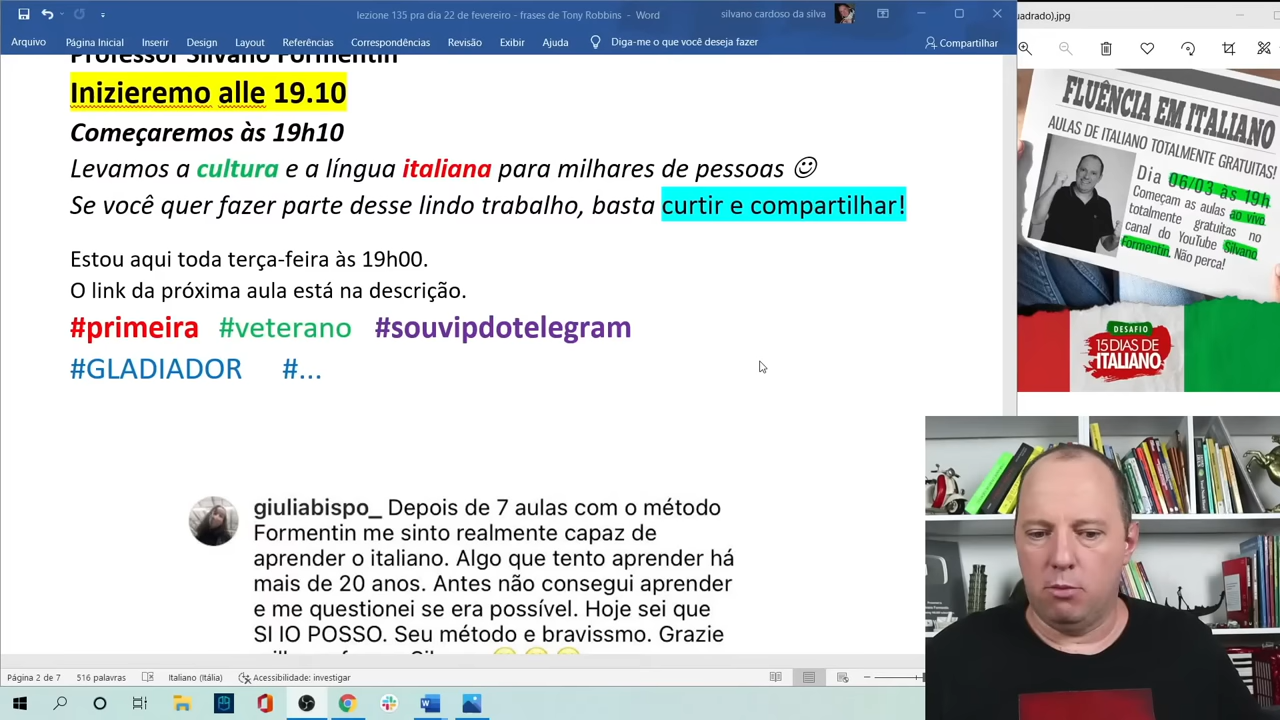 lezione 135 pra dia 22 de fevereiro - frases de Tony Robbins - Word
silvano cardoso da silva
Arquivo Página Inicial Inserir Design Layout Referências Correspondências Revisão Exibir Ajuda Diga-me o que você deseja fazer Compartilhar
Professor Silvano Formentin
Inizieremo alle 19.10
Começaremos às 19h10
Levamos a cultura e a língua italiana para milhares de pessoas ☺
Se você quer fazer parte desse lindo trabalho, basta curtir e compartilhar!
Estou aqui toda terça-feira às 19h00.
O link da próxima aula está na descrição.
#primeira #veterano #souvipdotelegram
#GLADIADOR #...
giuliabispo_ Depois de 7 aulas com o método
Formentin me sinto realmente capaz de
aprender o italiano. Algo que tento aprender há
mais de 20 anos. Antes não consegui aprender
e me questionei se era possível. Hoje sei que
SI IO POSSO. Seu método e bravissmo. Grazie
Página 2 de 7 516 palavras Italiano (Itália) Acessibilidade: investigar
uadrado).jpg
FLUÊNCIA EM ITALIANO
AULAS DE ITALIANO TOTALMENTE GRATUITAS!
Dia 06/03 às 19h
Começam as aulas ao vivo
totalmente gratuitas no
canal do YouTube Silvano
Formentin. Não perca!
DESAFIO
15 DIAS DE
ITALIANO